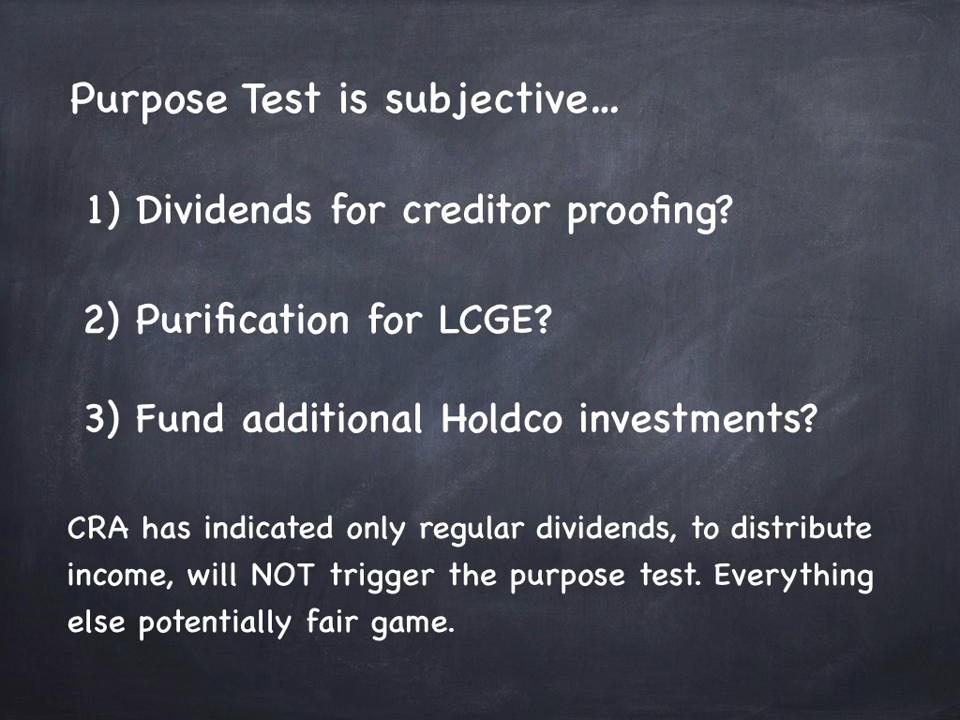 Purpose Test is subjective...
1) Dividends for creditor proofing?
2) Purification for LCGE?
3) Fund additional Holdco investments?
CRA has indicated only regular dividends, to distribute
income, will NOT trigger the purpose test. Everything
else potentially fair game.